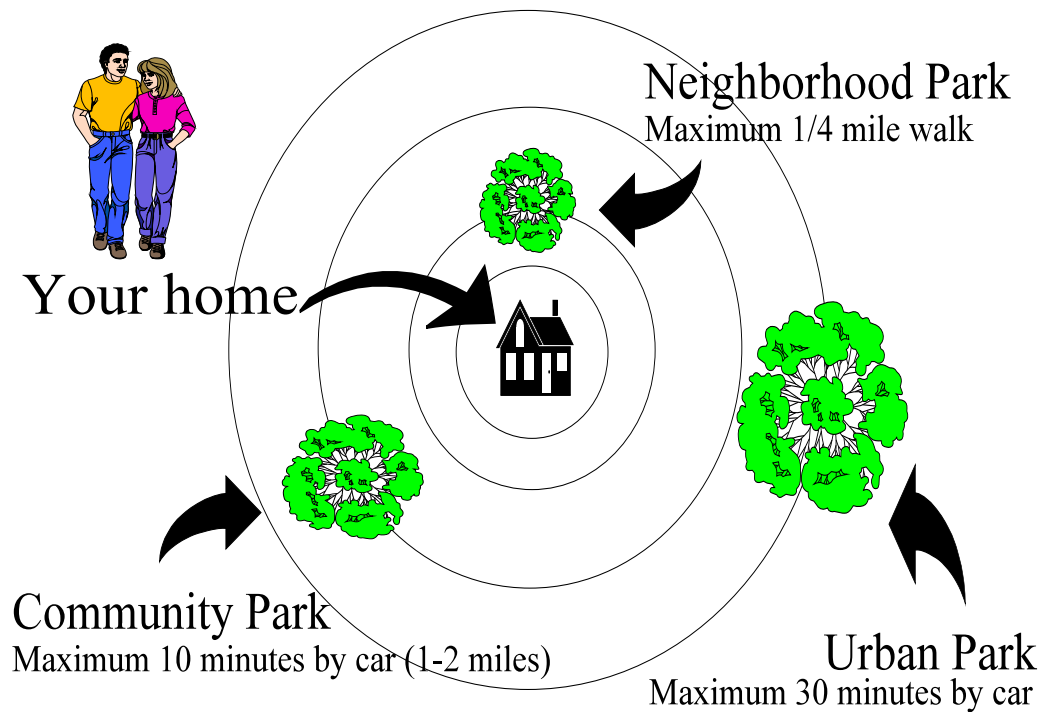 Neighborhood Park
Maximum 1/4 mile walk
Your home
Community Park
Maximum 10 minutes by car (1-2 miles)
Urban Park
Maximum 30 minutes by car